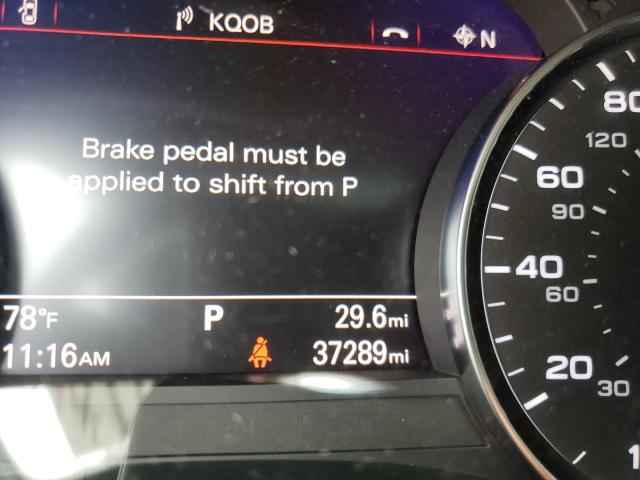 KQOB
N
Brake pedal must be
applied to shift from P
78°F P 29.6mi
11:16AM 37289mi
80
120
60
90
40
60
20
30